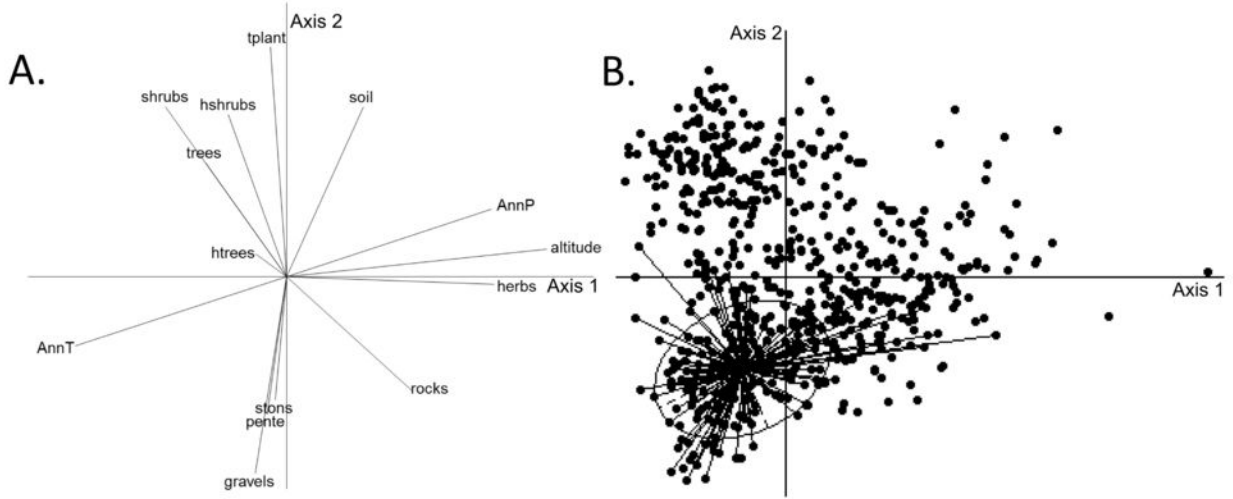 A.
Axis 2
tplant
shrubs
hshrubs
soil
trees
AnnP
htrees
altitude
herbs
Axis 1
AnnT
rocks
stons
pente
gravels
B.
Axis 2
Axis 1